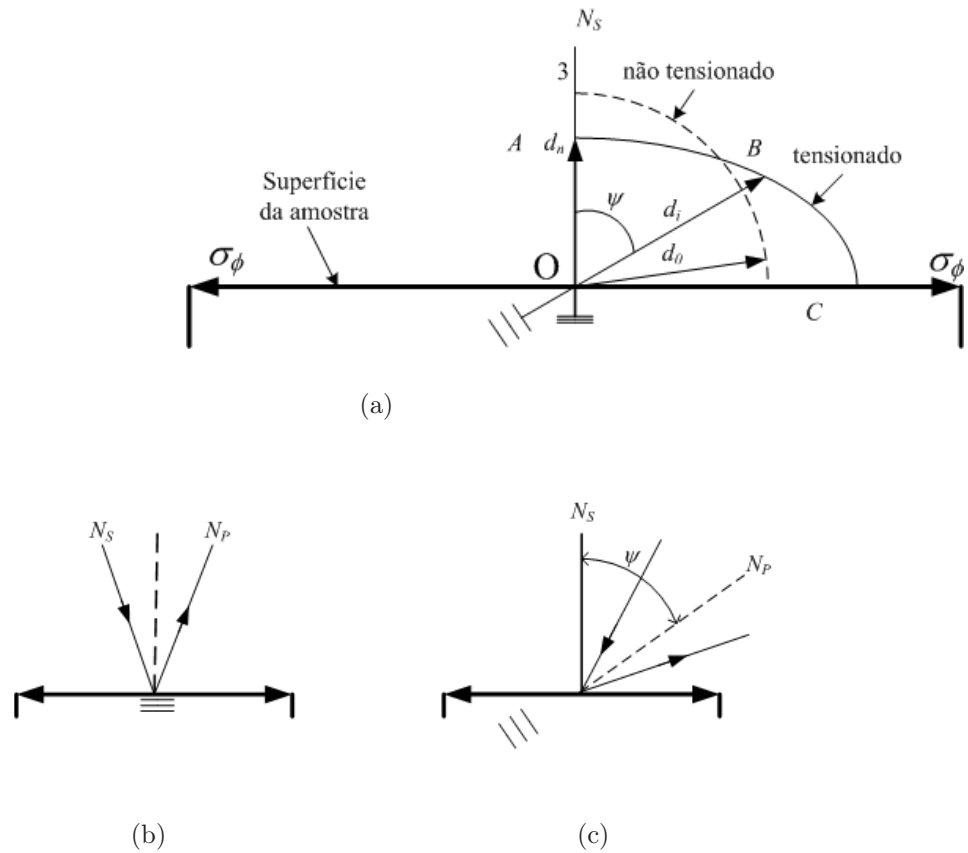 N_S
3
não tensionado
A
d_n
B
tensionado
Superfície
da amostra
ψ
d_i
d_0
σ_ϕ
O
σ_ϕ
C
(a)
N_S
N_P
N_S
ψ
N_P
(b)
(c)